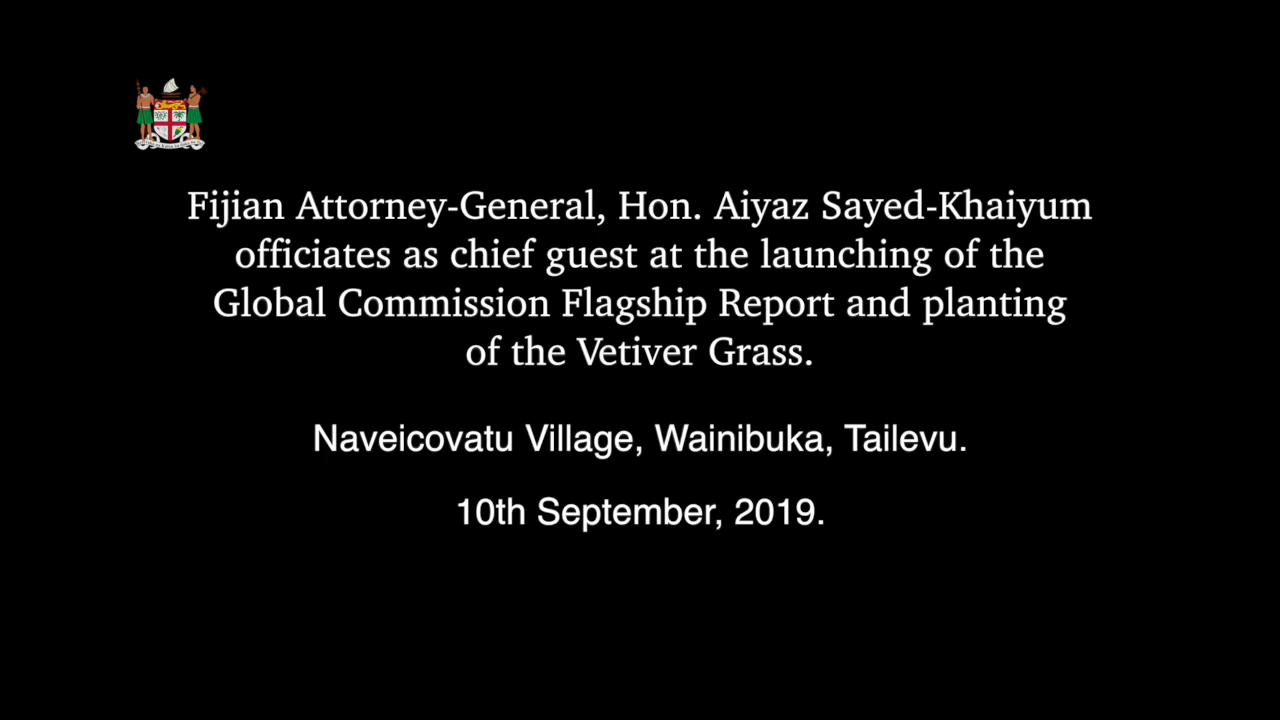 Fijian Attorney-General, Hon. Aiyaz Sayed-Khaiyum
officiates as chief guest at the launching of the
Global Commission Flagship Report and planting
of the Vetiver Grass.
Naveicovatu Village, Wainibuka, Tailevu.
10th September, 2019.